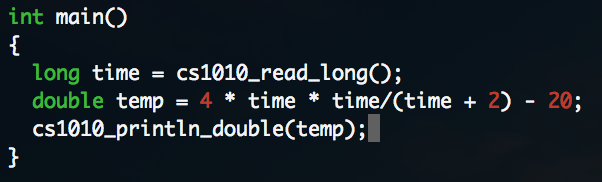 int main()
{
  long time = cs1010_read_long();
  double temp = 4 * time * time/(time + 2) - 20;
  cs1010_println_double(temp);
}